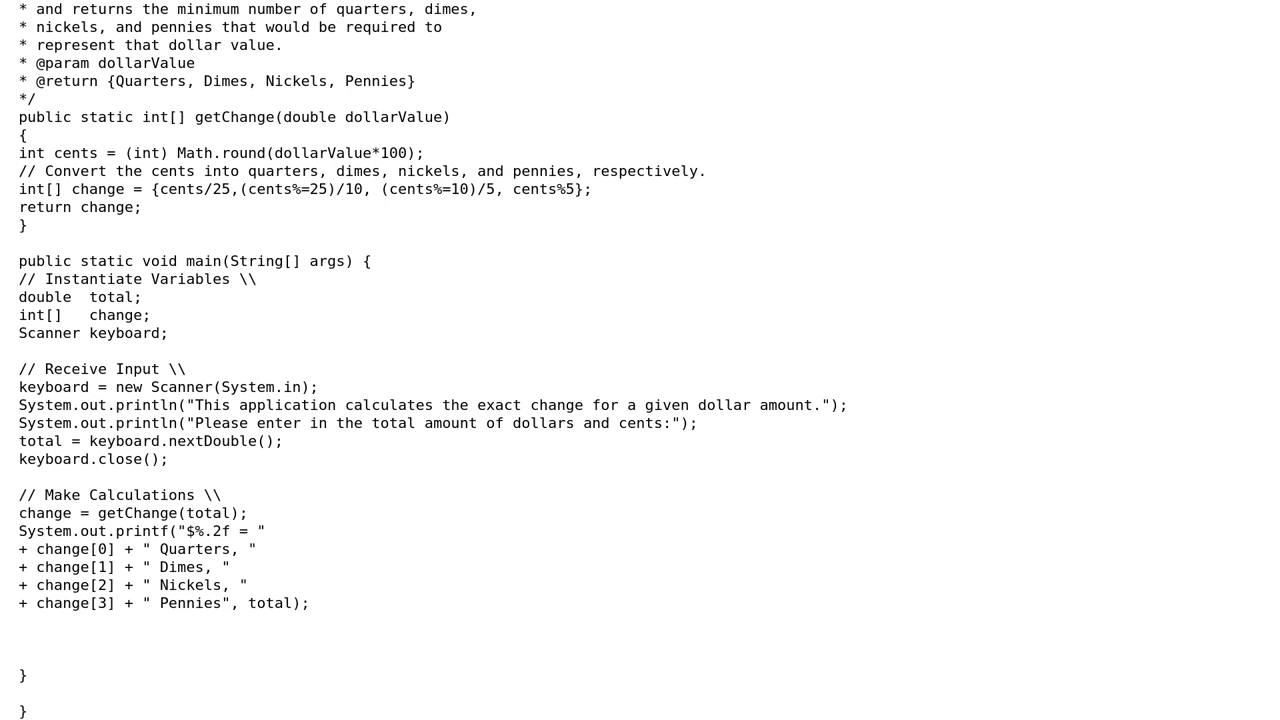 * and returns the minimum number of quarters, dimes,
* nickels, and pennies that would be required to
* represent that dollar value.
* @param dollarValue
* @return {Quarters, Dimes, Nickels, Pennies}
*/
public static int[] getChange(double dollarValue)
{
int cents = (int) Math.round(dollarValue*100);
// Convert the cents into quarters, dimes, nickels, and pennies, respectively.
int[] change = {cents/25,(cents%=25)/10, (cents%=10)/5, cents%5};
return change;
}

public static void main(String[] args) {
// Instantiate Variables \\
double  total;
int[]   change;
Scanner keyboard;

// Receive Input \\
keyboard = new Scanner(System.in);
System.out.println("This application calculates the exact change for a given dollar amount.");
System.out.println("Please enter in the total amount of dollars and cents:");
total = keyboard.nextDouble();
keyboard.close();

// Make Calculations \\
change = getChange(total);
System.out.printf("$%.2f = "
+ change[0] + " Quarters, "
+ change[1] + " Dimes, "
+ change[2] + " Nickels, "
+ change[3] + " Pennies", total);

}

}